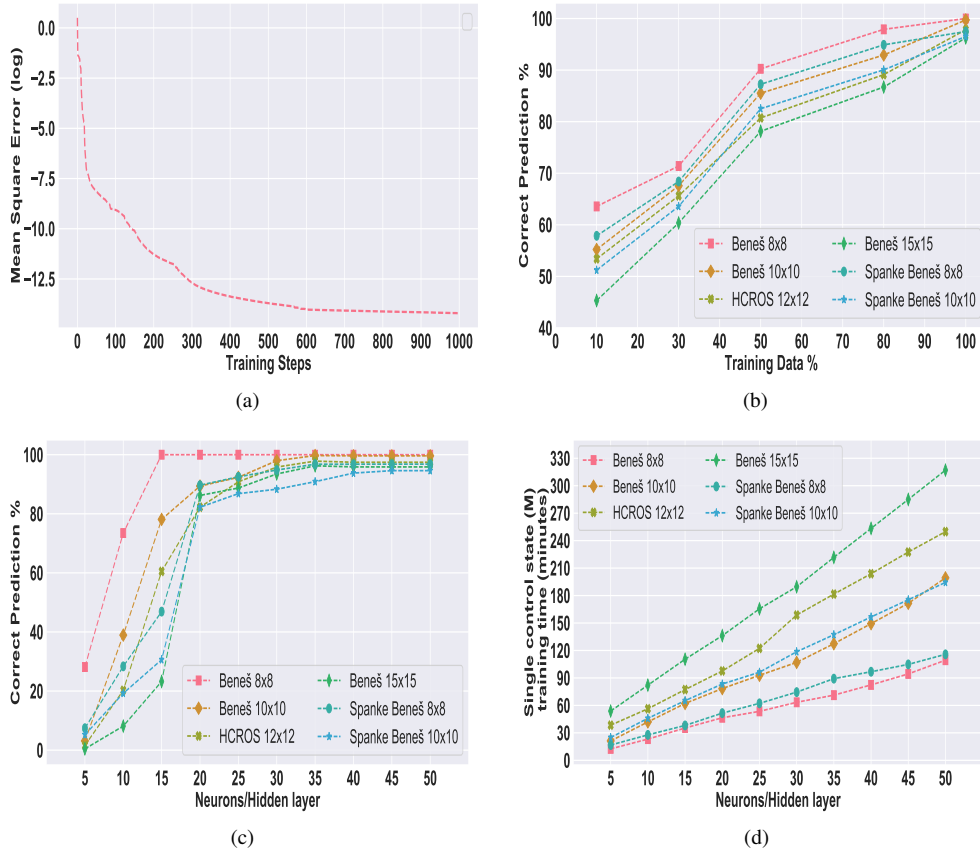 0.0
−2.5
−5.0
−7.5
−10.0
−12.5
Mean Square Error (log)
0 100 200 300 400 500 600 700 800 900 1000
Training Steps
(a)
100
90
80
70
60
50
40
Correct Prediction %
Beneš 8x8
Beneš 10x10
HCROS 12x12
Beneš 15x15
Spanke Beneš 8x8
Spanke Beneš 10x10
0 10 20 30 40 50 60 70 80 90 100
Training Data %
(b)
100
80
60
40
20
0
Correct Prediction %
Beneš 8x8
Beneš 10x10
HCROS 12x12
Beneš 15x15
Spanke Beneš 8x8
Spanke Beneš 10x10
5 10 15 20 25 30 35 40 45 50
Neurons/Hidden layer
(c)
330
300
270
240
210
180
150
120
90
60
30
0
Single control state (M)
training time (minutes)
Beneš 8x8
Beneš 10x10
HCROS 12x12
Beneš 15x15
Spanke Beneš 8x8
Spanke Beneš 10x10
5 10 15 20 25 30 35 40 45 50
Neurons/Hidden layer
(d)